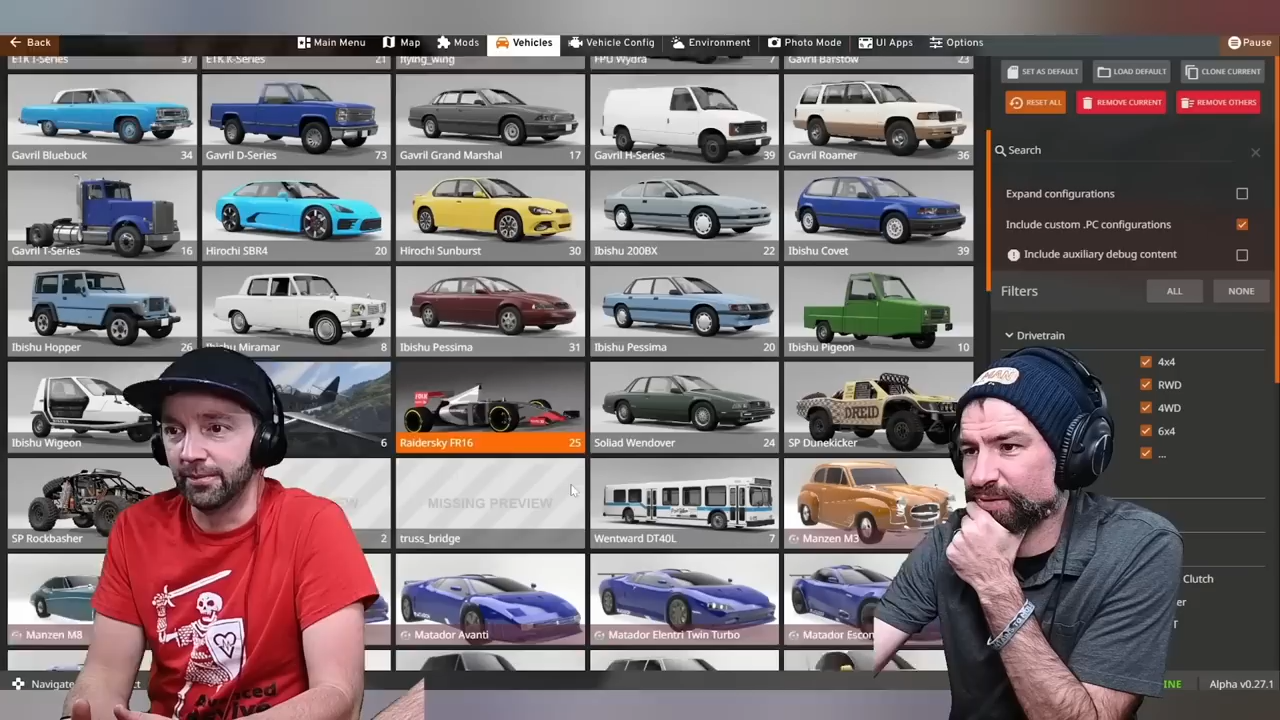 Back
Main Menu
Map
Mods
Vehicles
Vehicle Config
Environment
Photo Mode
UI Apps
Options
Pause
ETK I-Series 37
ETK K-Series 21
flying_wing
FPU Wydra 7
Gavril Barstow 23
Gavril Bluebuck 34
Gavril D-Series 73
Gavril Grand Marshal 17
Gavril H-Series 39
Gavril Roamer 36
Gavril T-Series 16
Hirochi SBR4 20
Hirochi Sunburst 30
Ibishu 200BX 22
Ibishu Covet 39
Ibishu Hopper 26
Ibishu Miramar 8
Ibishu Pessima 31
Ibishu Pessima 20
Ibishu Pigeon 10
Ibishu Wigeon
6
FR16
Raidersky FR16 25
Soliad Wendover 24
DREID
SP Dunekicker
SP Rockbasher
2
MISSING PREVIEW
truss_bridge
Wentward DT40L 7
Manzen M3
Manzen M8
Matador Avanti
Matador Elentri Twin Turbo
Matador Escon
SET AS DEFAULT
LOAD DEFAULT
CLONE CURRENT
RESET ALL
REMOVE CURRENT
REMOVE OTHERS
Search
Expand configurations
Include custom .PC configurations
Include auxiliary debug content
Filters
ALL
NONE
Drivetrain
4x4
RWD
4WD
6x4
...
Clutch
Navigate
Alpha v0.27.1